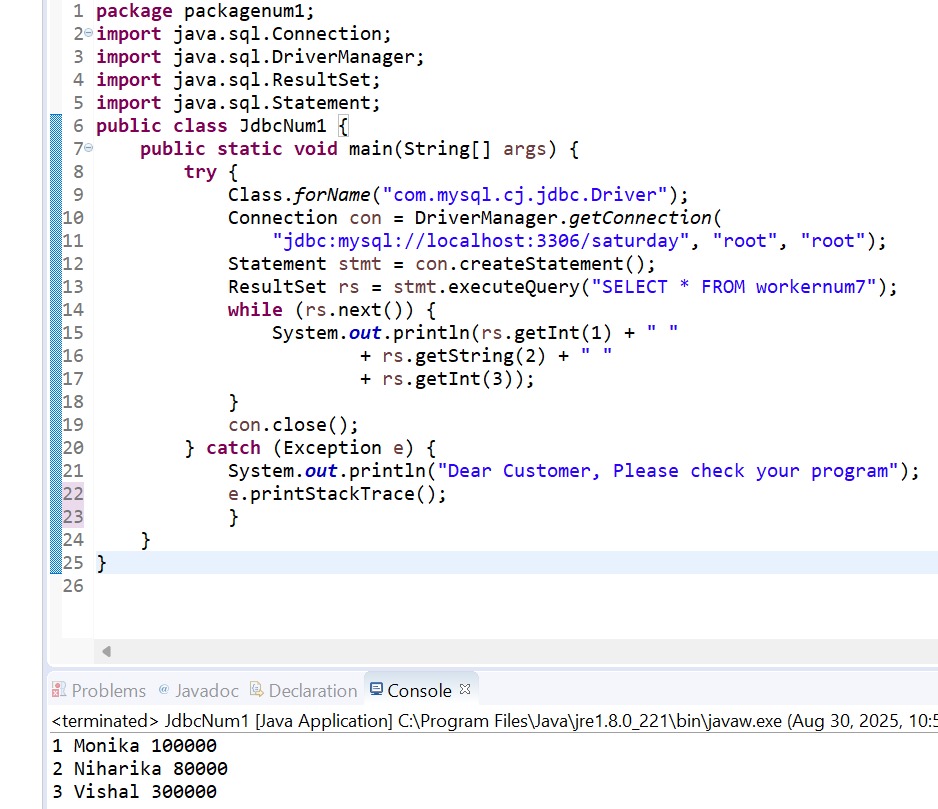 1 package packagenum1;
2 import java.sql.Connection;
3 import java.sql.DriverManager;
4 import java.sql.ResultSet;
5 import java.sql.Statement;
6 public class JdbcNum1 {
7     public static void main(String[] args) {
8         try {
9             Class.forName("com.mysql.cj.jdbc.Driver");
10             Connection con = DriverManager.getConnection(
11                 "jdbc:mysql://localhost:3306/saturday", "root", "root");
12             Statement stmt = con.createStatement();
13             ResultSet rs = stmt.executeQuery("SELECT * FROM workernum7");
14             while (rs.next()) {
15                 System.out.println(rs.getInt(1) + " "
16                         + rs.getString(2) + " "
17                         + rs.getInt(3));
18             }
19             con.close();
20         } catch (Exception e) {
21             System.out.println("Dear Customer, Please check your program");
22             e.printStackTrace();
23             }
24     }
25 }
26
Problems @ Javadoc Declaration Console
<terminated> JdbcNum1 [Java Application] C:\Program Files\Java\jre1.8.0_221\bin\javaw.exe (Aug 30, 2025, 10:5
1 Monika 100000
2 Niharika 80000
3 Vishal 300000